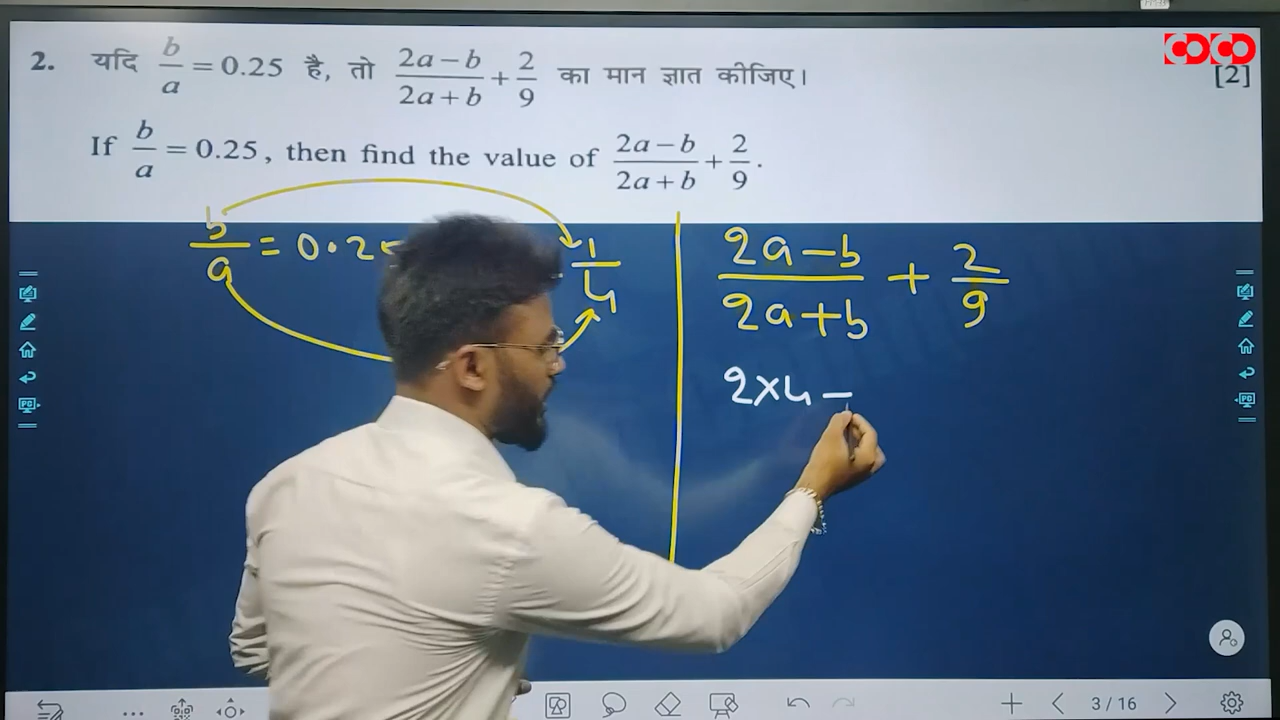 COCO
2. यदि b/a = 0.25 है, तो (2a − b)/(2a + b) + 2/9 का मान ज्ञात कीजिए। [2]
If b/a = 0.25, then find the value of (2a − b)/(2a + b) + 2/9.
b/a = 0.2
1/4
(2a − b)/(2a + b) + 2/9
2×4 −
3 / 16